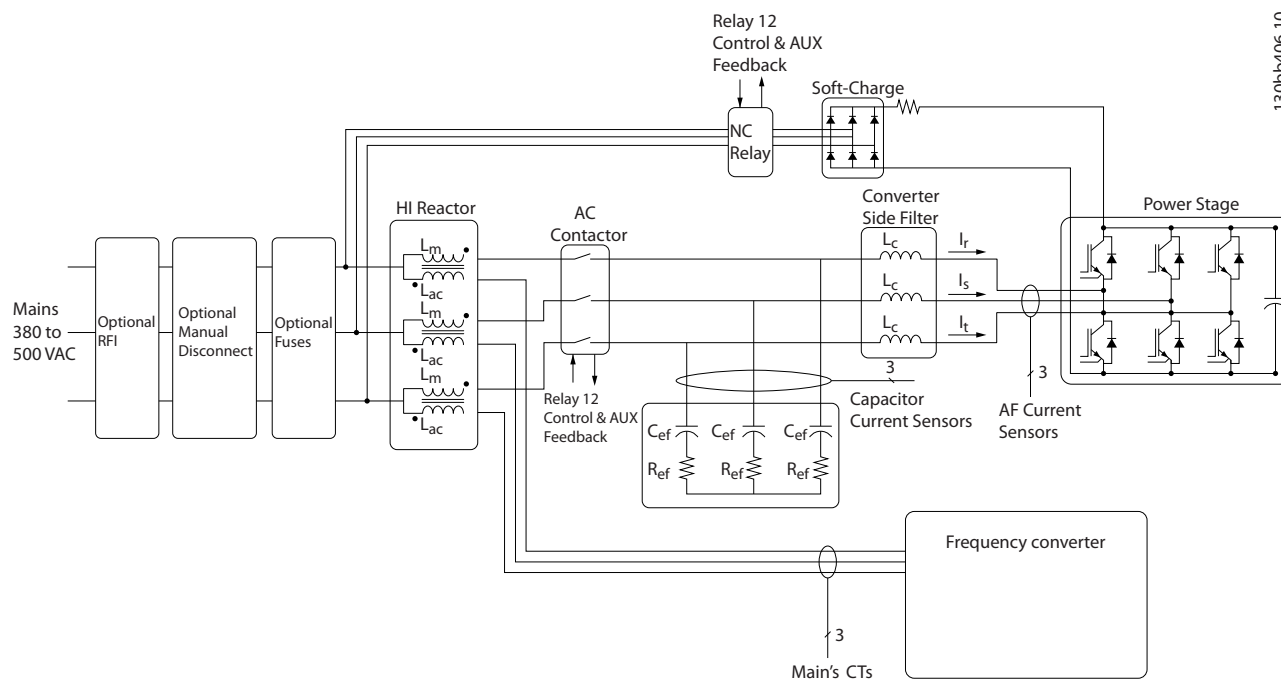 Relay 12
Control & AUX
Feedback
130bb406.10
Soft-Charge
NC
Relay
HI Reactor
AC
Contactor
Converter
Side Filter
Power Stage
Lm
Lac
Lm
Lac
Lm
Lac
Lc
Lc
Lc
Ir
Is
It
Mains
380 to
500 VAC
Optional
RFI
Optional
Manual
Disconnect
Optional
Fuses
Relay 12
Control & AUX
Feedback
3
Capacitor
Current Sensors
3
AF Current
Sensors
Cef
Cef
Cef
Ref
Ref
Ref
Frequency converter
3
Main's CTs